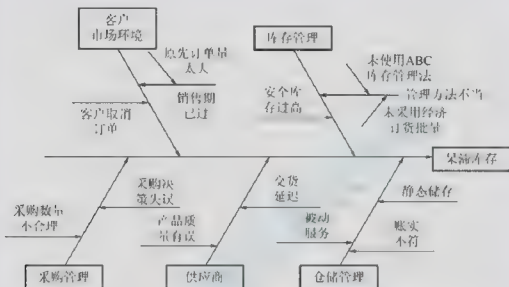 客户
市场环境
库存管理
原先订单量
太大
未使用ABC
库存管理法
销售期
已过
安全库
存过高
管理方法不当
客户取消
订单
未采用经济
订货批量
呆滞库存
采购决
策失误
交货
延迟
静态储存
采购数量
不合理
产品质
量有误
被动
服务
账实
不符
采购管理
供应商
仓储管理